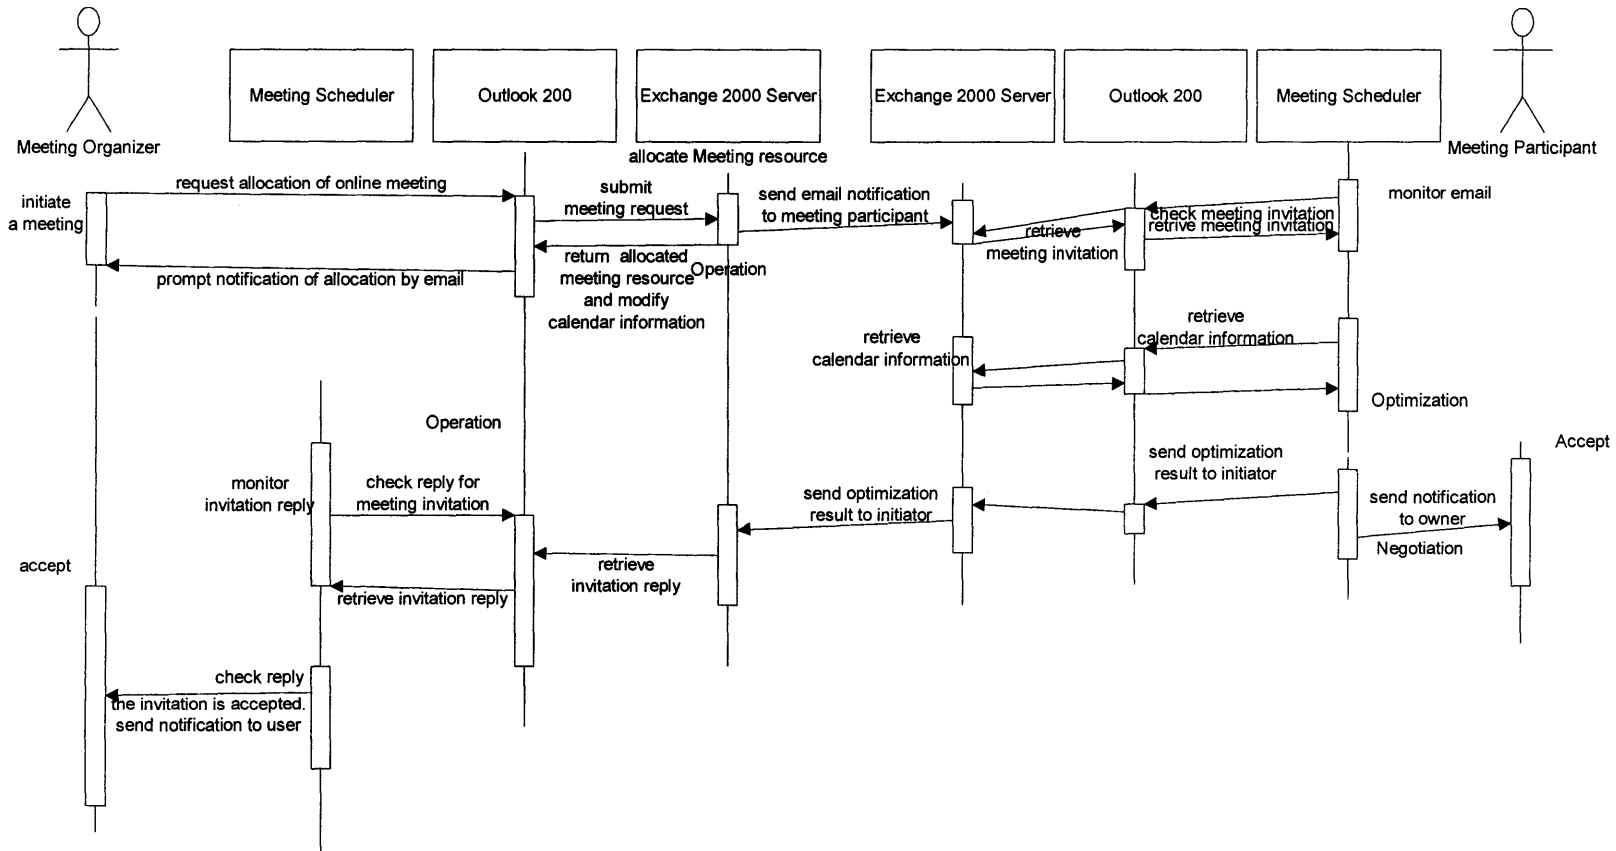 Meeting Organizer
Meeting Scheduler
Outlook 200
Exchange 2000 Server
Exchange 2000 Server
Outlook 200
Meeting Scheduler
Meeting Participant
allocate Meeting resource
initiate
a meeting
request allocation of online meeting
submit
meeting request
send email notification
to meeting participant
monitor email
check meeting invitation
retrive meeting invitation
retrieve
meeting invitation
return allocated
meeting resource
and modify
calendar information
Operation
prompt notification of allocation by email
retrieve
calendar information
retrieve
calendar information
Optimization
Operation
Accept
monitor
invitation reply
check reply for
meeting invitation
send optimization
result to initiator
send optimization
result to initiator
send notification
to owner
Negotiation
accept
retrieve
invitation reply
retrieve invitation reply
check reply
the invitation is accepted.
send notification to user